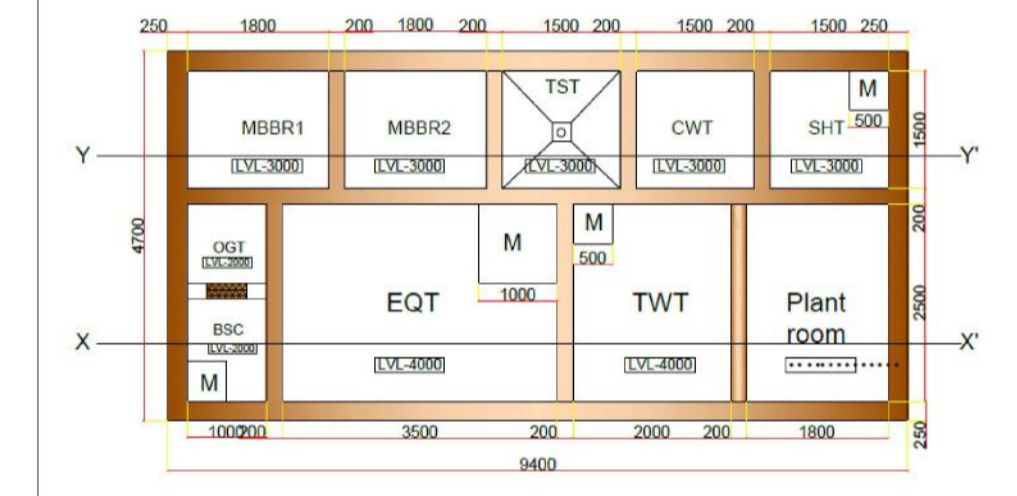 250 1800 200 1800 200 1500 200 1500 200 1500 250
TST
M
MBBR1 MBBR2 CWT SHT
500
1500
Y Y'
LVL-3000 LVL-3000 LVL-3000 LVL-3000 LVL-3000
4700
200
M M
OGT
LVL-2000
500
1000
EQT TWT Plant
room
2500
BSC
LVL-2000
X X'
LVL-4000 LVL-4000
M
1000 200 3500 200 2000 200 1800
250
9400